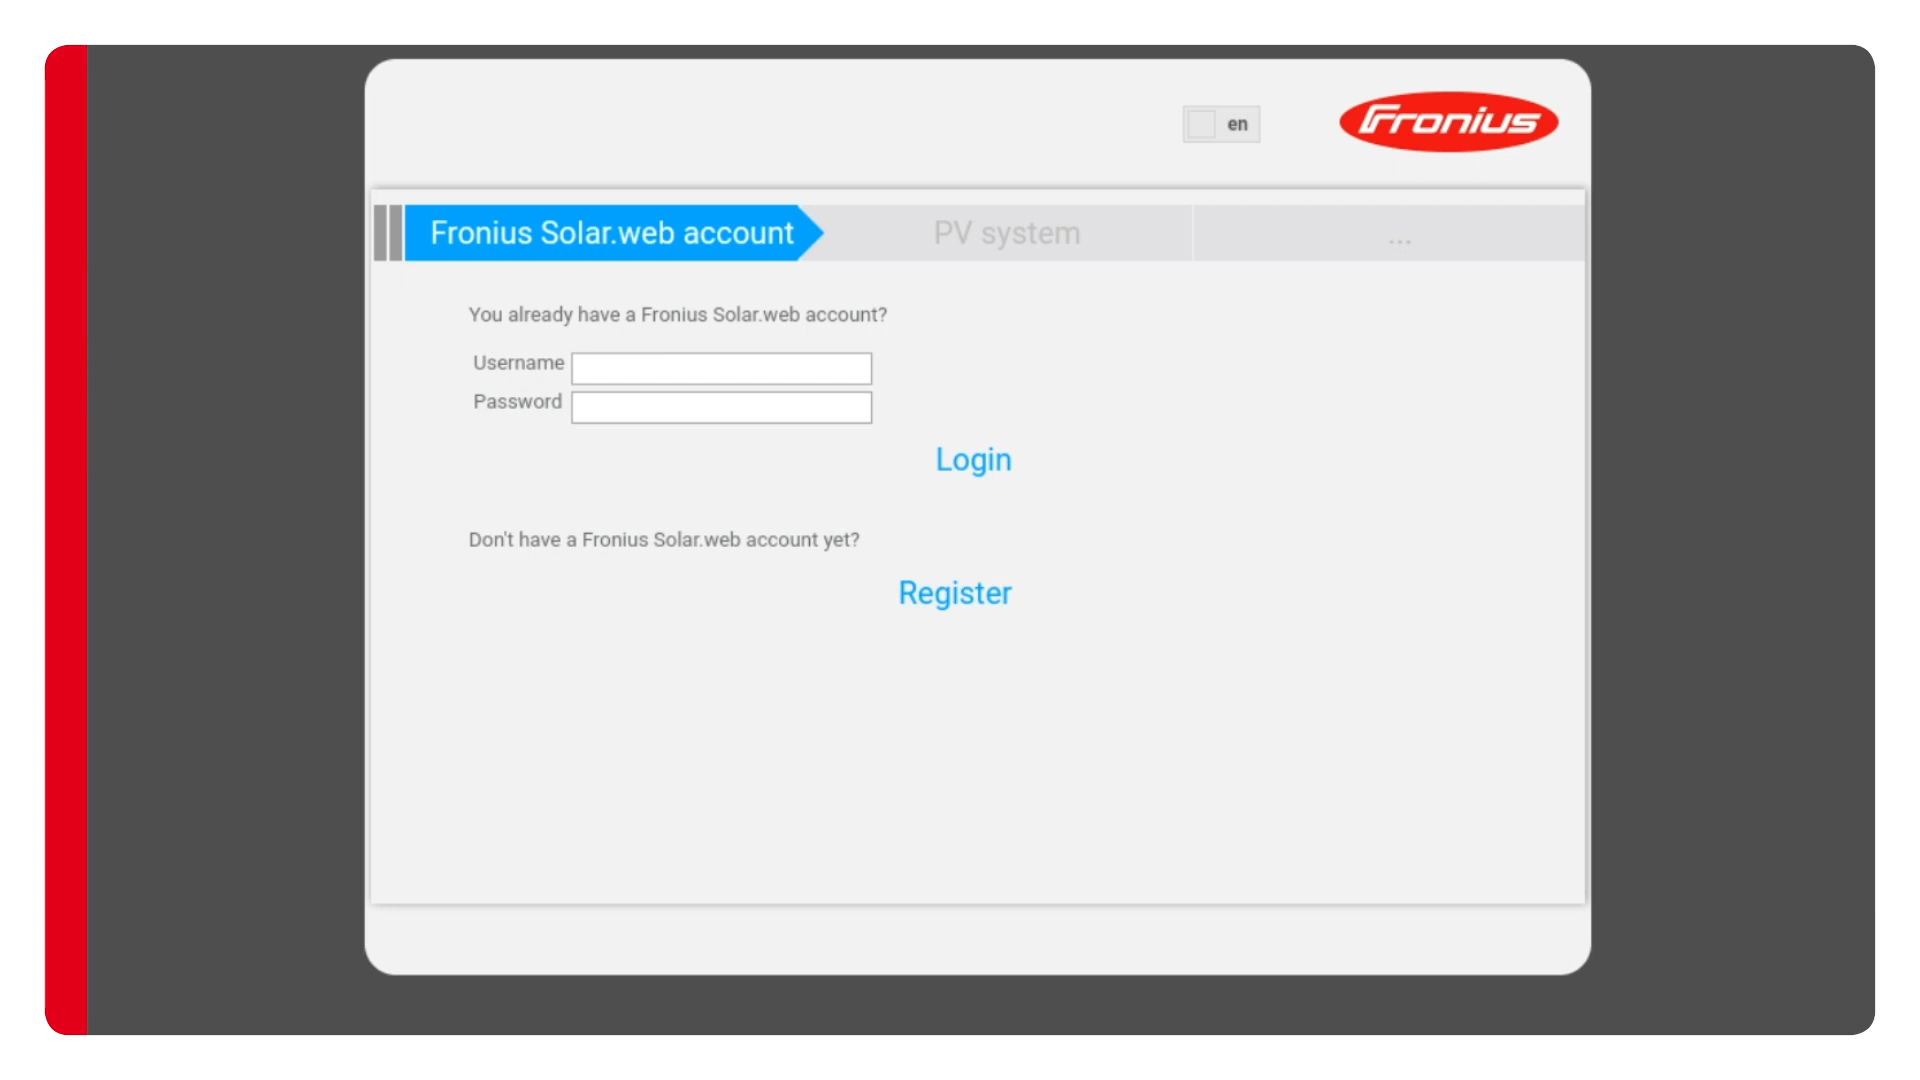 en
Fronius
Fronius Solar.web account
PV system
...
You already have a Fronius Solar.web account?
Username
Password
Login
Don't have a Fronius Solar.web account yet?
Register